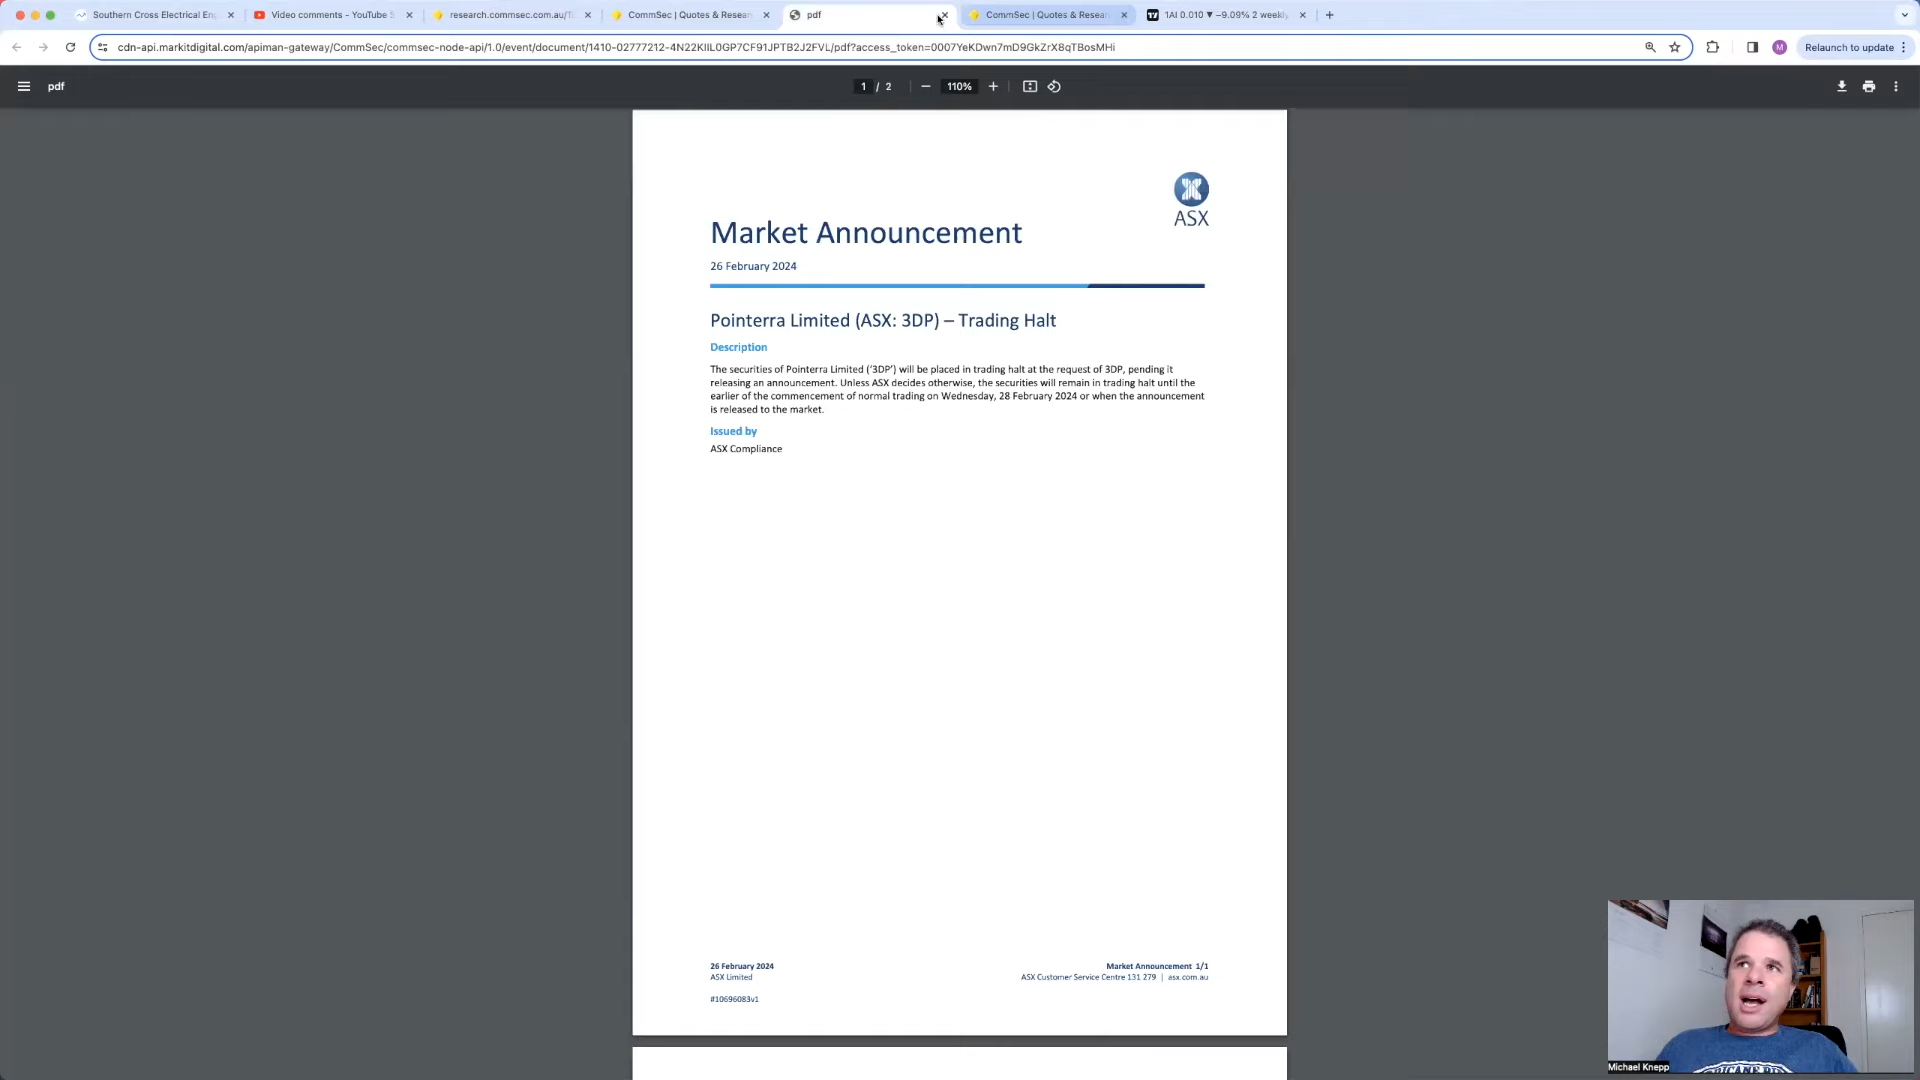 Southern Cross Electrical En
Video comments - YouTube S
research.commsec.com.au/T
CommSec | Quotes & Resear
pdf
CommSec | Quotes & Resear
1AI 0.010 ▼ −9.09% 2 weekly
cdn-api.markitdigital.com/apiman-gateway/CommSec/commsec-node-api/1.0/event/document/1410-02777212-4N22KIIL0GP7CF91JPTB2J2FVL/pdf?access_token=0007YeKDwn7mD9GkZrX8qTBosMHi
M
Relaunch to update
pdf
1 / 2
110%
ASX
Market Announcement
26 February 2024
Pointerra Limited (ASX: 3DP) – Trading Halt
Description
The securities of Pointerra Limited (‘3DP’) will be placed in trading halt at the request of 3DP, pending it
releasing an announcement. Unless ASX decides otherwise, the securities will remain in trading halt until the
earlier of the commencement of normal trading on Wednesday, 28 February 2024 or when the announcement
is released to the market.
Issued by
ASX Compliance
26 February 2024
Market Announcement 1/1
ASX Limited
ASX Customer Service Centre 131 279 | asx.com.au
#10696083v1
Michael Knepp